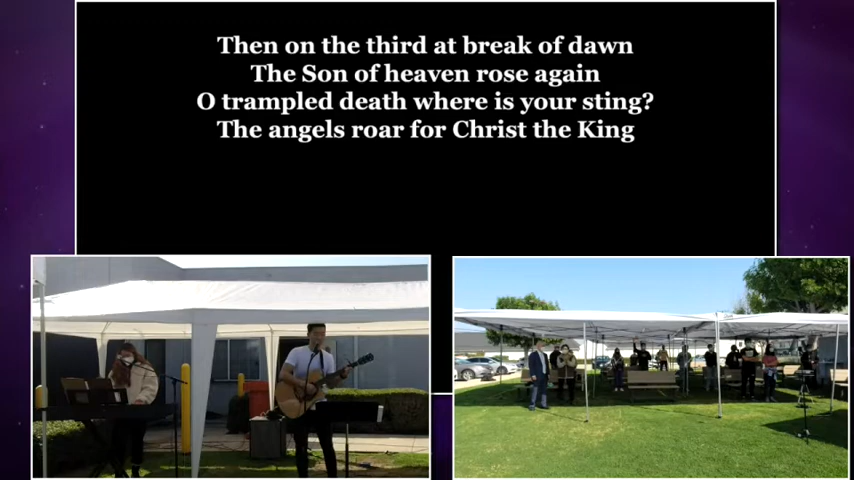 Then on the third at break of dawn
The Son of heaven rose again
O trampled death where is your sting?
The angels roar for Christ the King